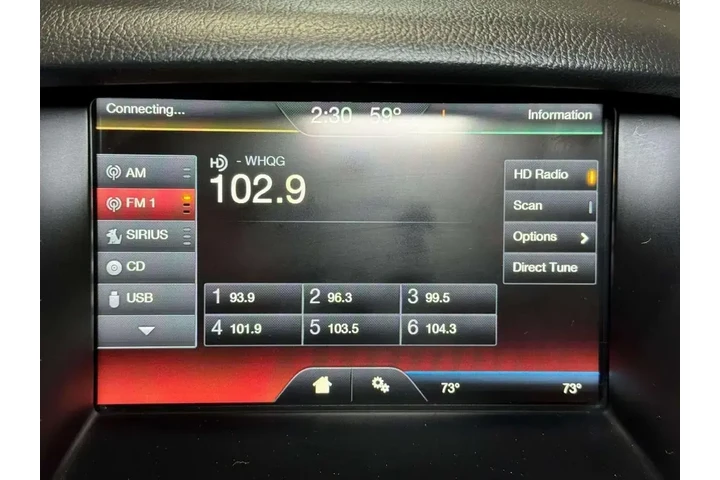 Connecting...
2:30 59°
Information
HD - WHQG
102.9
AM
FM 1
SIRIUS
CD
USB
HD Radio
Scan
Options
Direct Tune
1 93.9
2 96.3
3 99.5
4 101.9
5 103.5
6 104.3
73°
73°